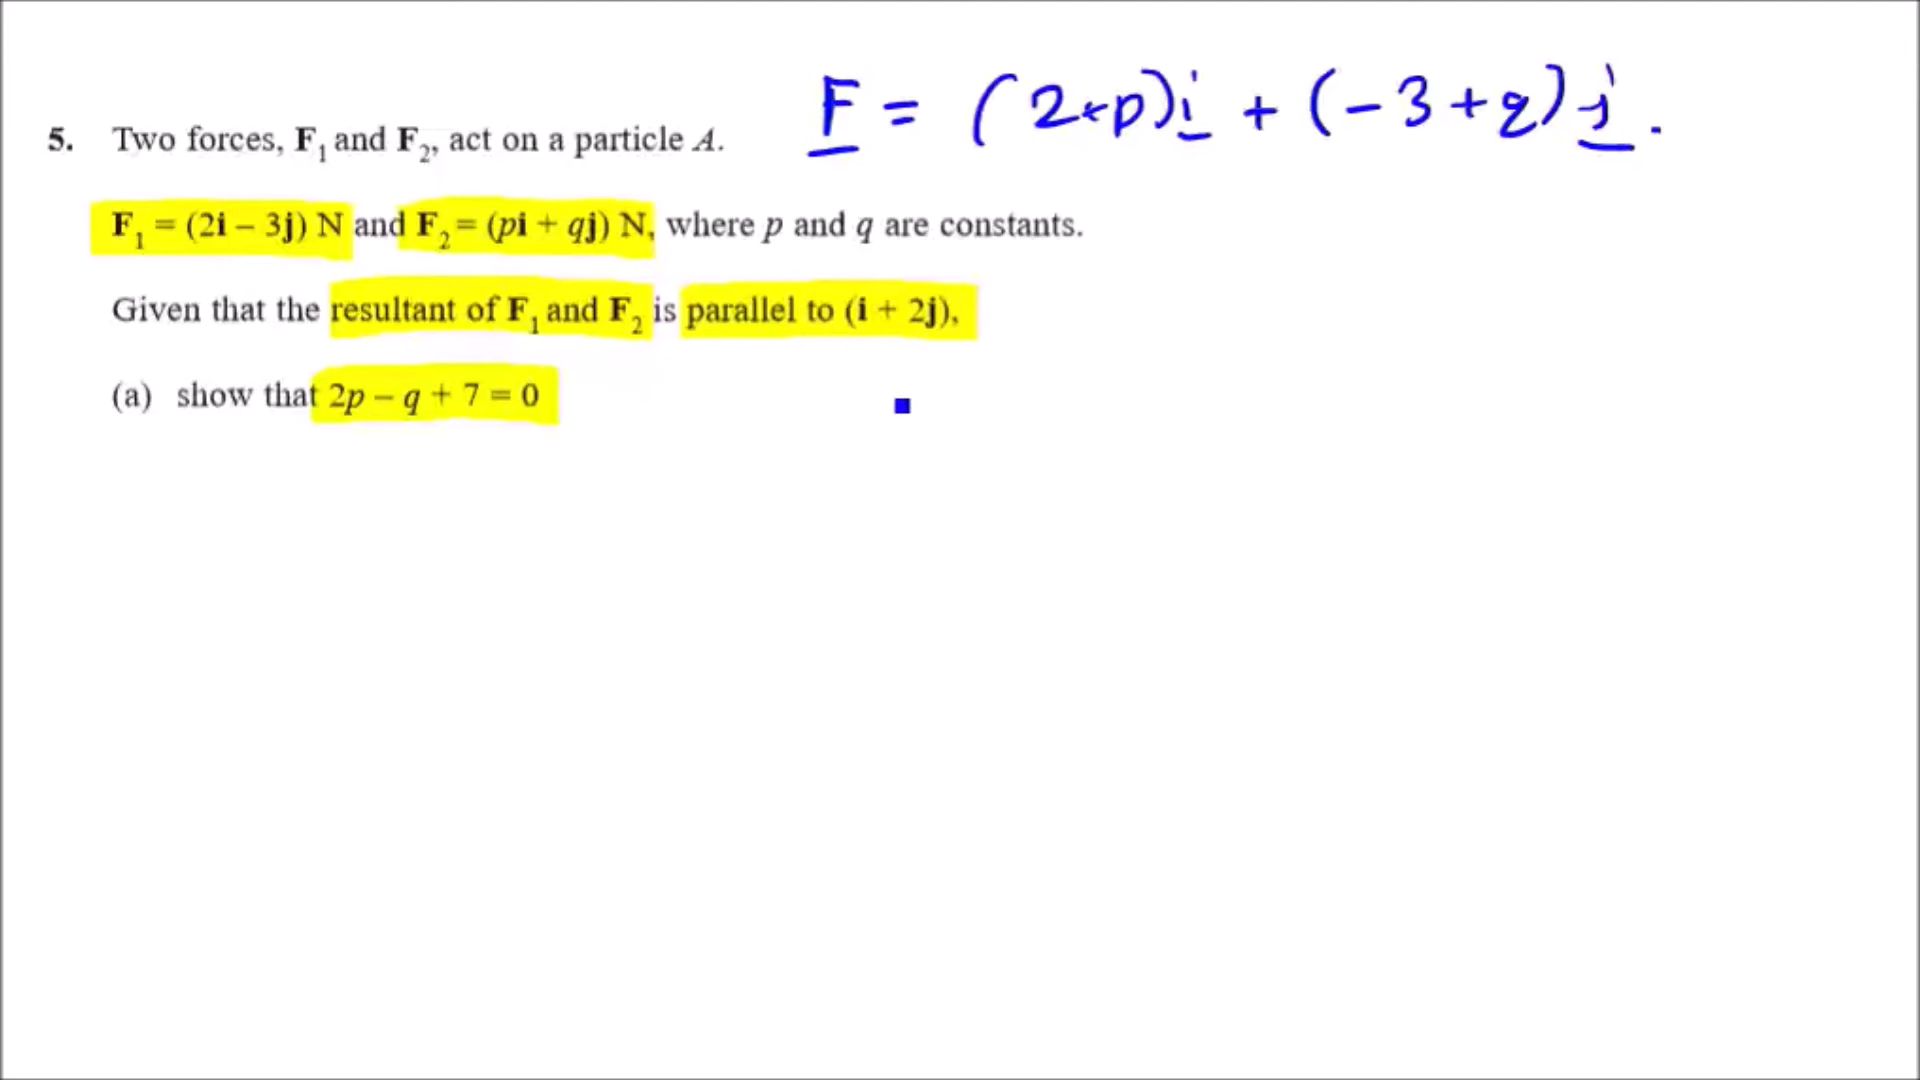 F = (2+p)i + (-3+q)j.
5. Two forces, F₁ and F₂, act on a particle A.
F₁ = (2i – 3j) N and F₂ = (pi + qj) N, where p and q are constants.
Given that the resultant of F₁ and F₂ is parallel to (i + 2j),
(a) show that 2p – q + 7 = 0